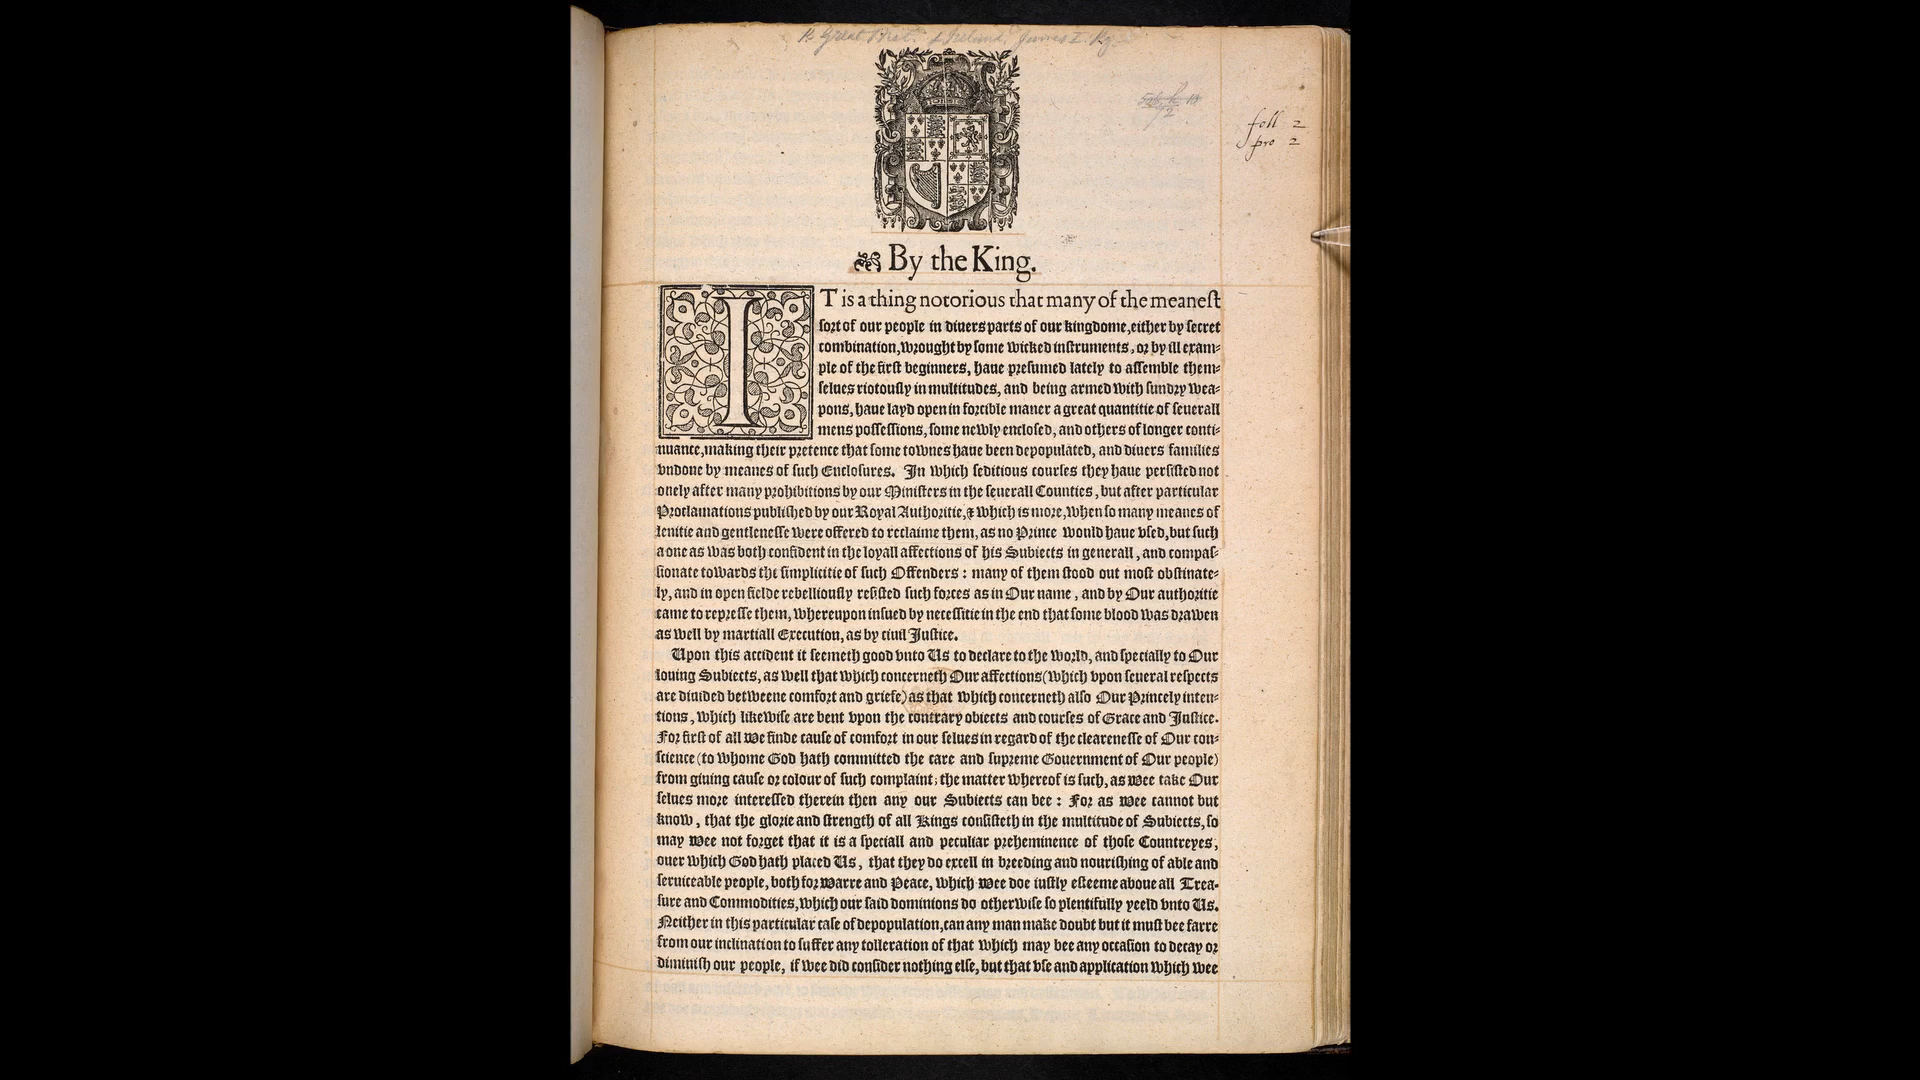 Great Brit. & Ireland. James I. Kg
foll 2
pro 2
By the King.
IT is a thing notorious that many of the meanest
sort of our people in diuers parts of our kingdome, either by secret
combination, wrought by some wicked instruments, or by ill exam-
ple of the first beginners, haue presumed lately to assemble them-
selues riotously in multitudes, and being armed with sundry wea-
pons, haue layd open in forcible maner a great quantitie of seuerall
mens possessions, some newly enclosed, and others of longer conti-
nuance, making their pretence that some townes haue been depopulated, and diuers families
vndone by meanes of such Enclosures. In which seditious courses they haue persisted not
onely after many prohibitions by our Ministers in the seuerall Counties, but after particular
Proclamations published by our Royal Authoritie, & which is more, when so many meanes of
lenitie and gentlenesse were offered to reclaime them, as no Prince would haue vsed, but such
a one as was both confident in the loyall affections of his Subiects in generall, and compas-
sionate towards the simplicitie of such Offenders : many of them stood out most obstinate-
ly, and in open fielde rebelliously resisted such forces as in Our name, and by Our authoritie
came to represse them, whereupon insued by necessitie in the end that some blood was drawen
as well by martiall Execution, as by ciuil Justice.
Upon this accident it seemeth good vnto Us to declare to the world, and specially to Our
louing Subiects, as well that which concerneth Our affections (which vpon seueral respects
are diuided betweene comfort and griefe) as that which concerneth also Our Princely inten-
tions, which likewise are bent vpon the contrary obiects and courses of Grace and Justice.
For first of all we finde cause of comfort in our selues in regard of the clearenesse of Our con-
science (to whome God hath committed the care and supreme Gouernment of Our people)
from giuing cause or colour of such complaint; the matter whereof is such, as wee take Our
selues more interessed therein then any our Subiects can bee : For as wee cannot but
know, that the glorie and strength of all Kings consisteth in the multitude of Subiects, so
may wee not forget that it is a speciall and peculiar preheminence of those Countreyes,
ouer which God hath placed Us, that they do excell in breeding and nourishing of able and
seruiceable people, both for warre and Peace, which wee doe iustly esteeme aboue all Trea-
sure and Commodities, which our said dominions do otherwise so plentifully yeeld vnto Us.
Neither in this particular case of depopulation, can any man make doubt but it must bee farre
from our inclination to suffer any tolleration of that which may bee any occasion to decay or
diminish our people, if wee did consider nothing else, but that vse and application which wee